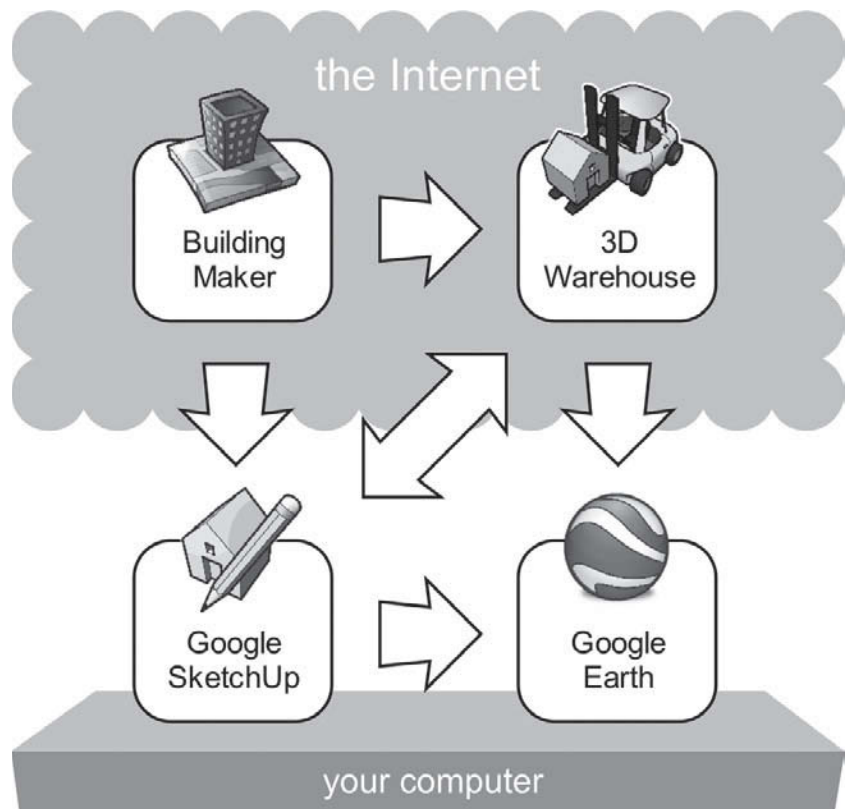 the Internet
Building
Maker
3D
Warehouse
Google
SketchUp
Google
Earth
your computer